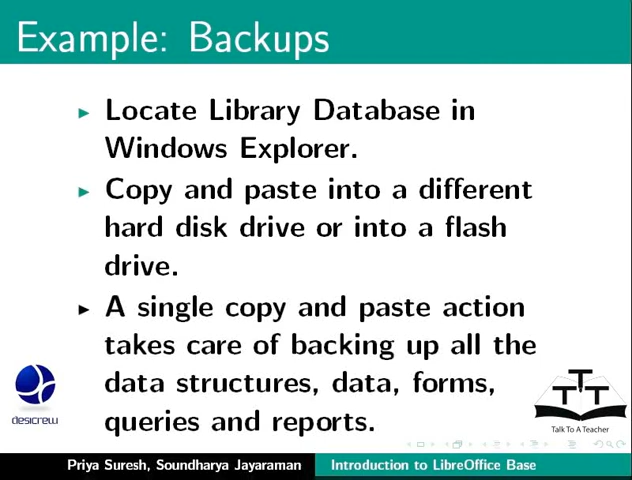 Example: Backups
Locate Library Database in
Windows Explorer.
Copy and paste into a different
hard disk drive or into a flash
drive.
A single copy and paste action
takes care of backing up all the
data structures, data, forms,
queries and reports.
desicrew
TTT
Talk To A Teacher
Priya Suresh, Soundharya Jayaraman
Introduction to LibreOffice Base